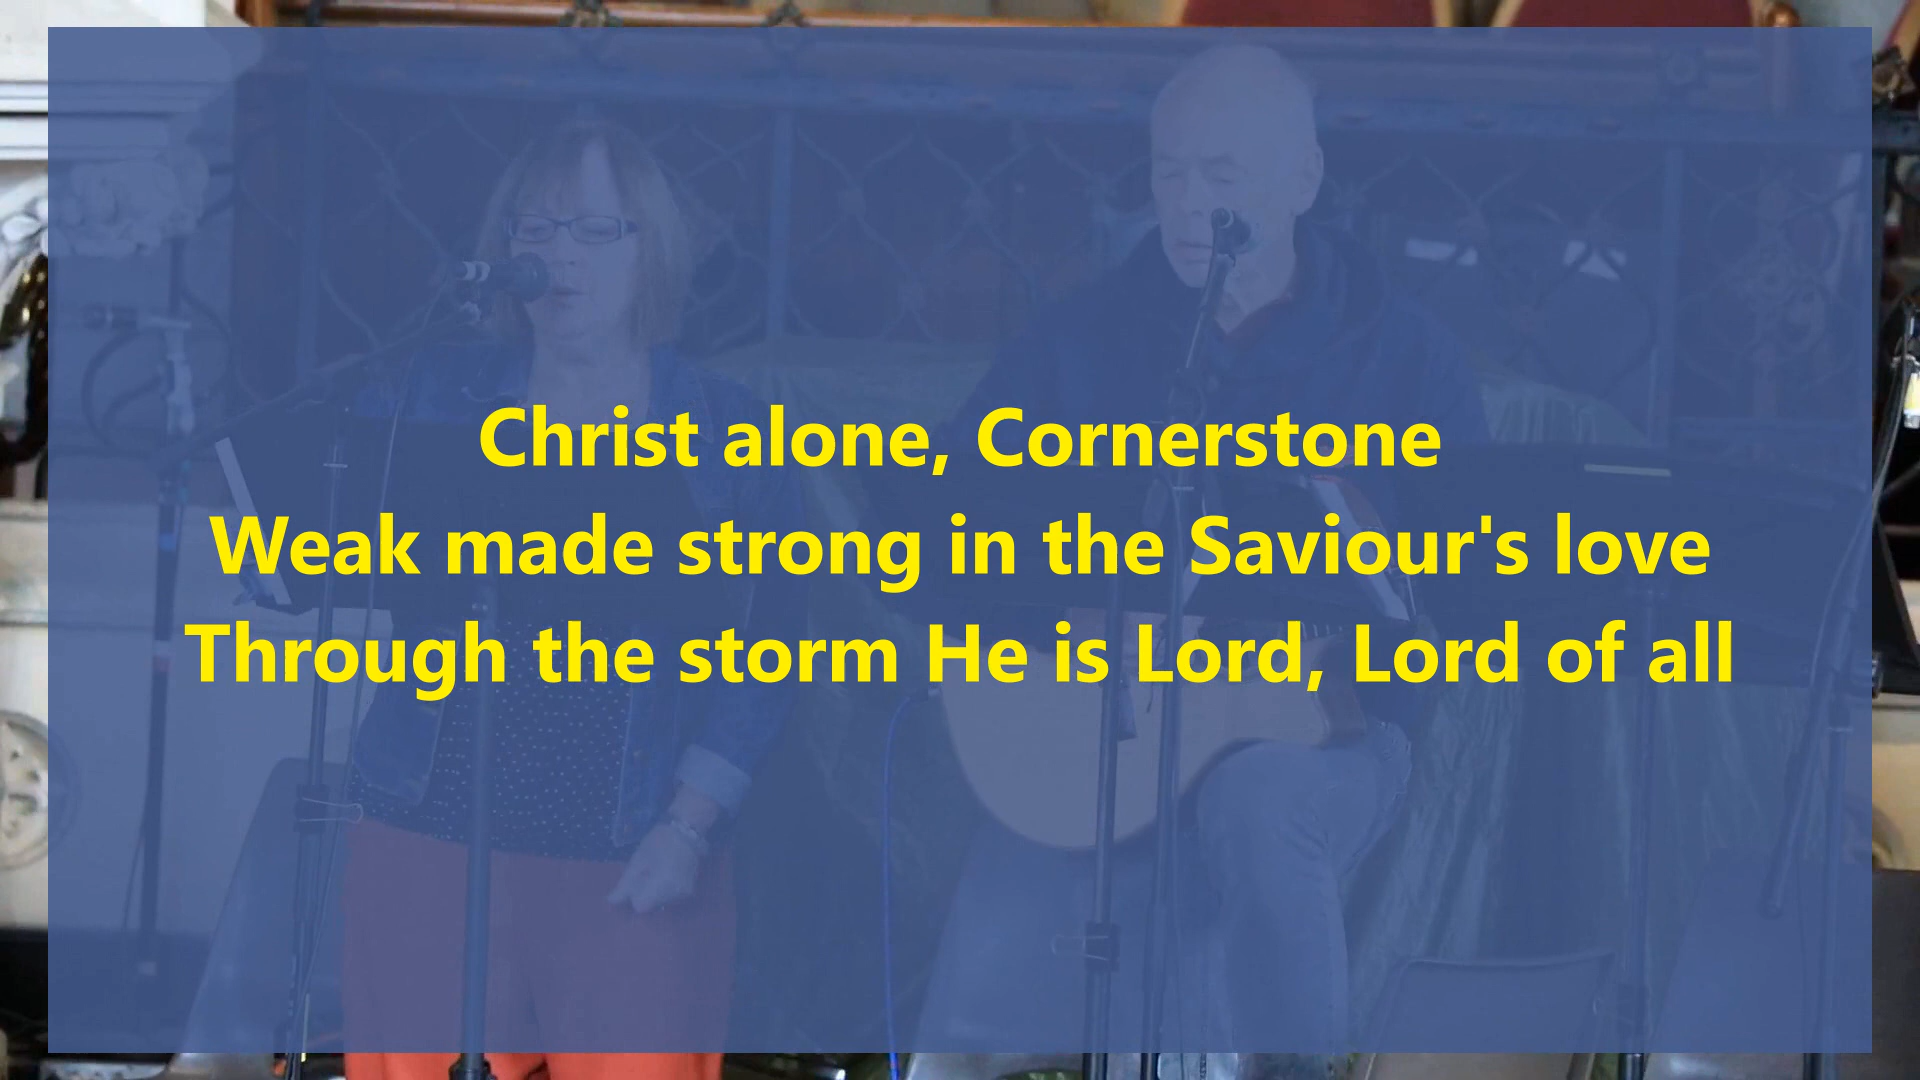 Christ alone, Cornerstone
Weak made strong in the Saviour's love
Through the storm He is Lord, Lord of all